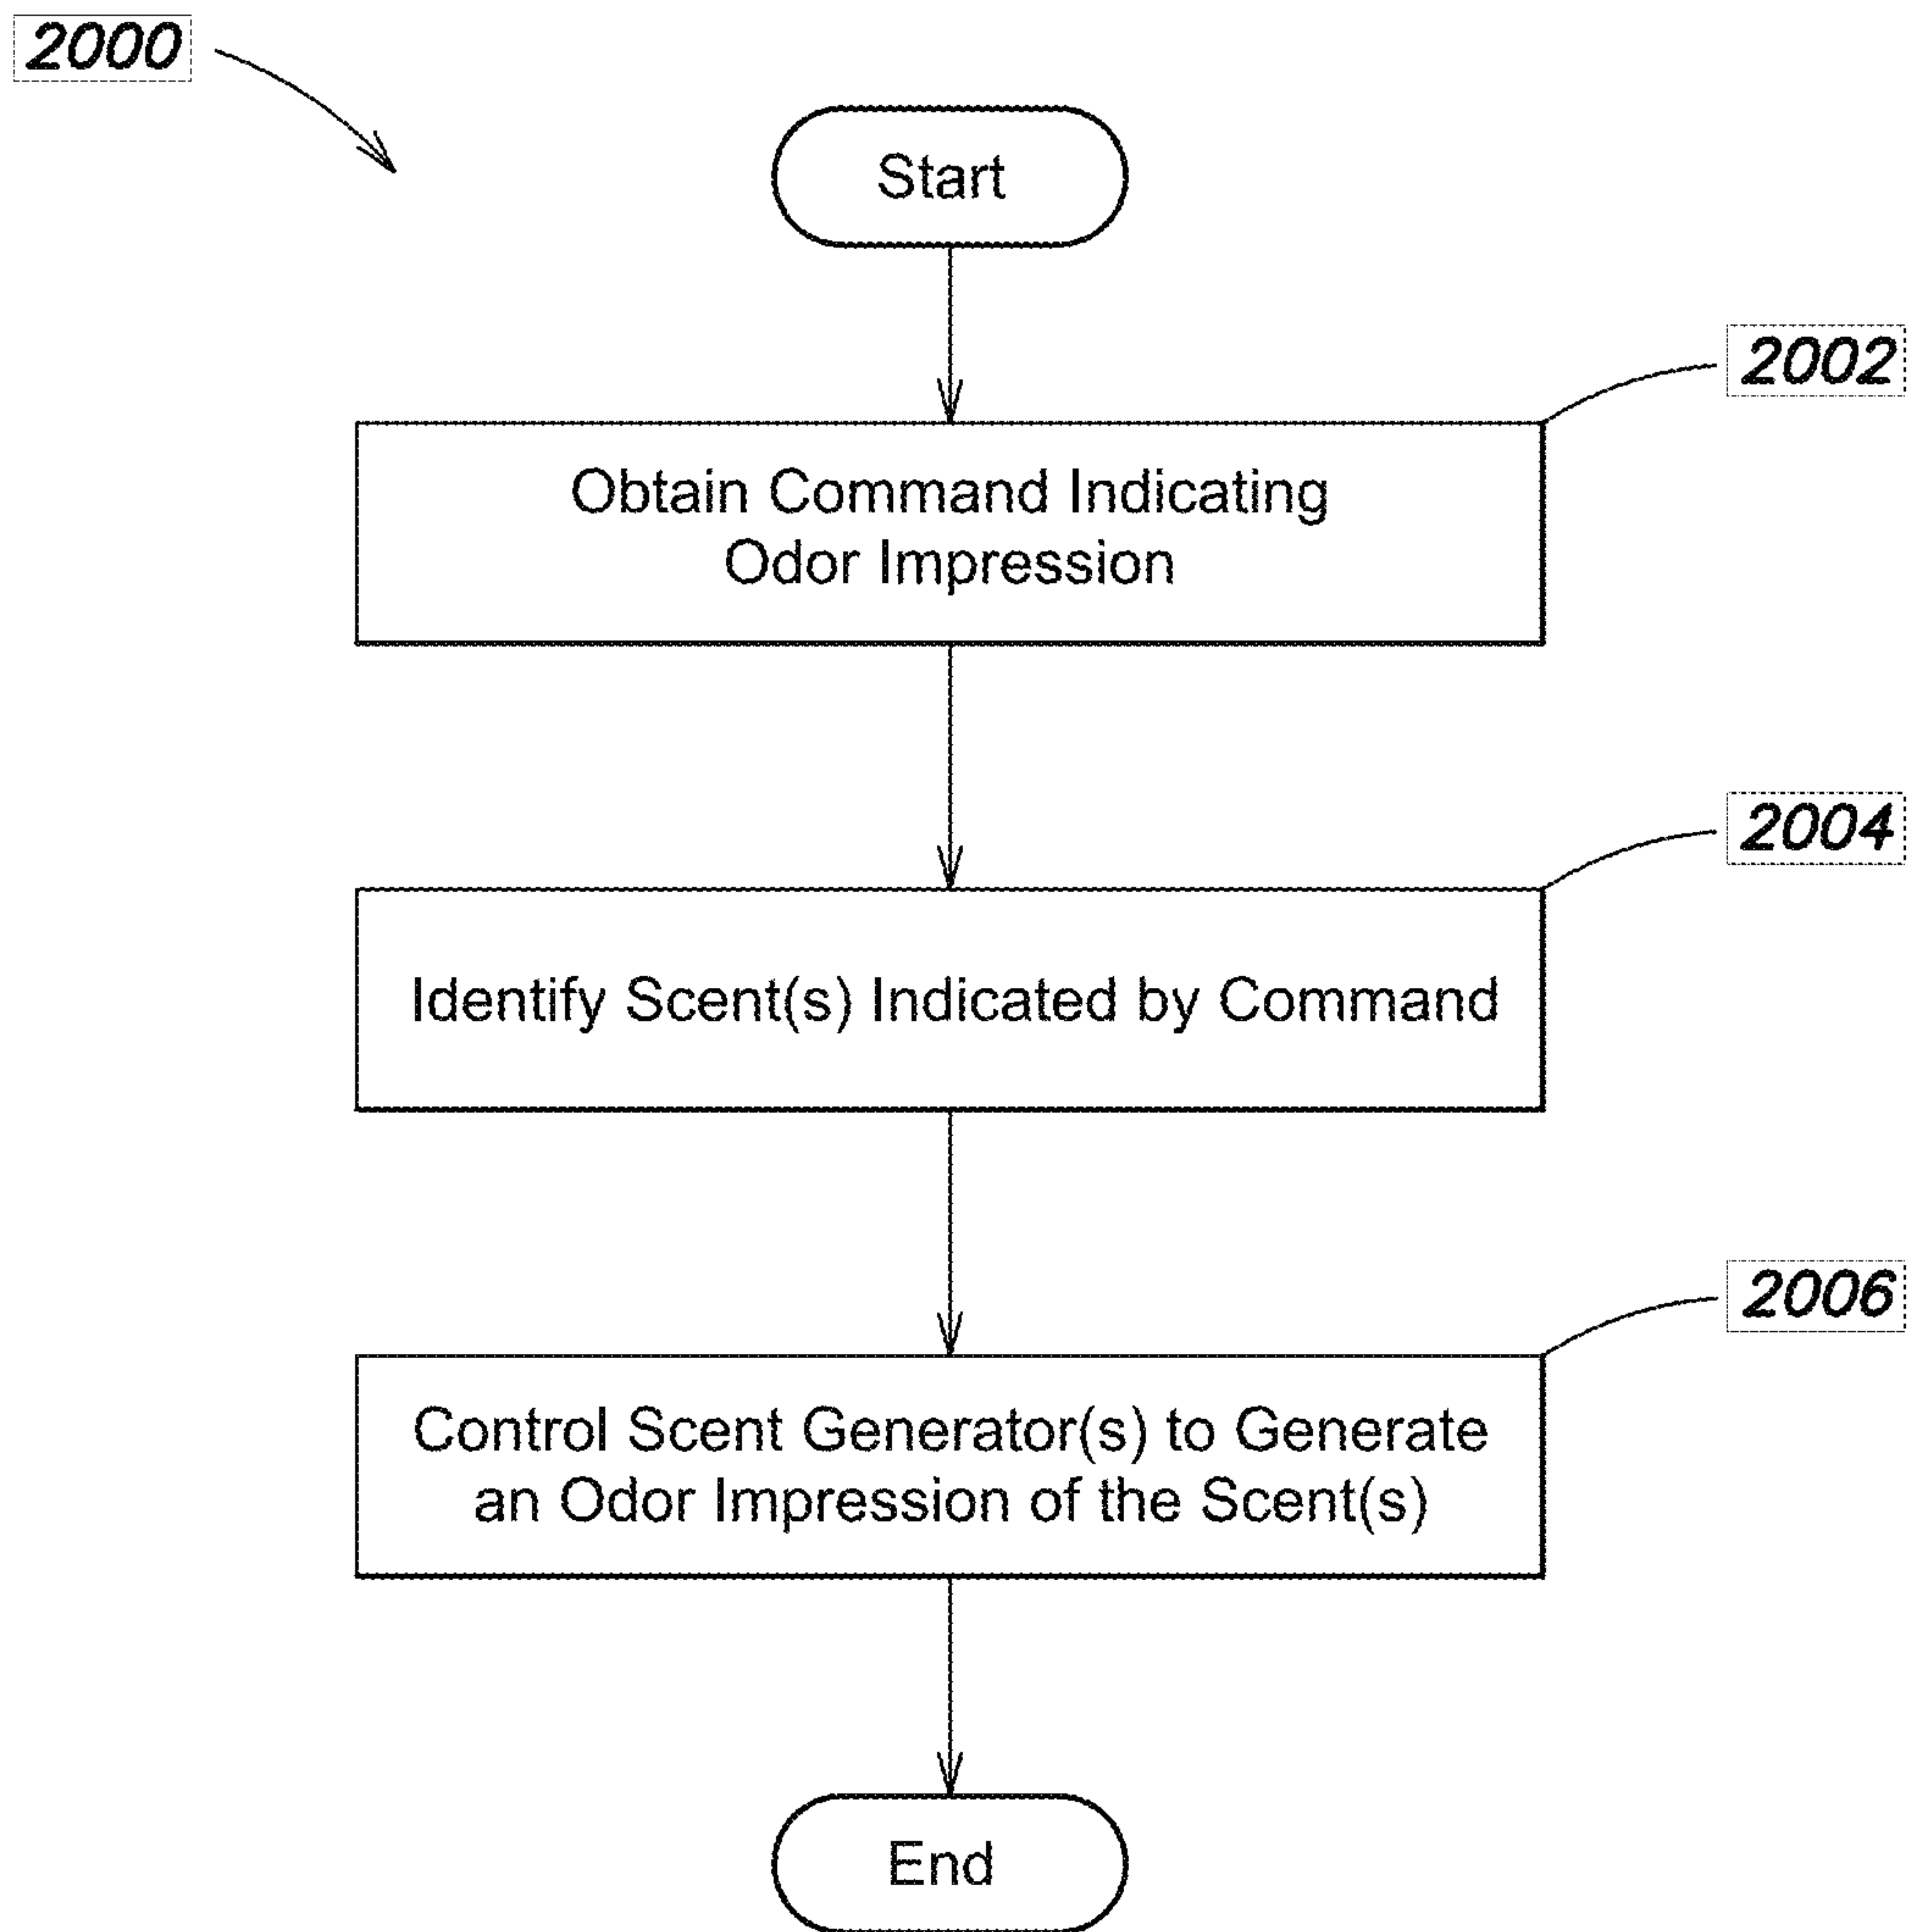 2000
Start
2002
Obtain Command Indicating
Odor Impression
2004
Identify Scent(s) Indicated by Command
2006
Control Scent Generator(s) to Generate
an Odor Impression of the Scent(s)
End